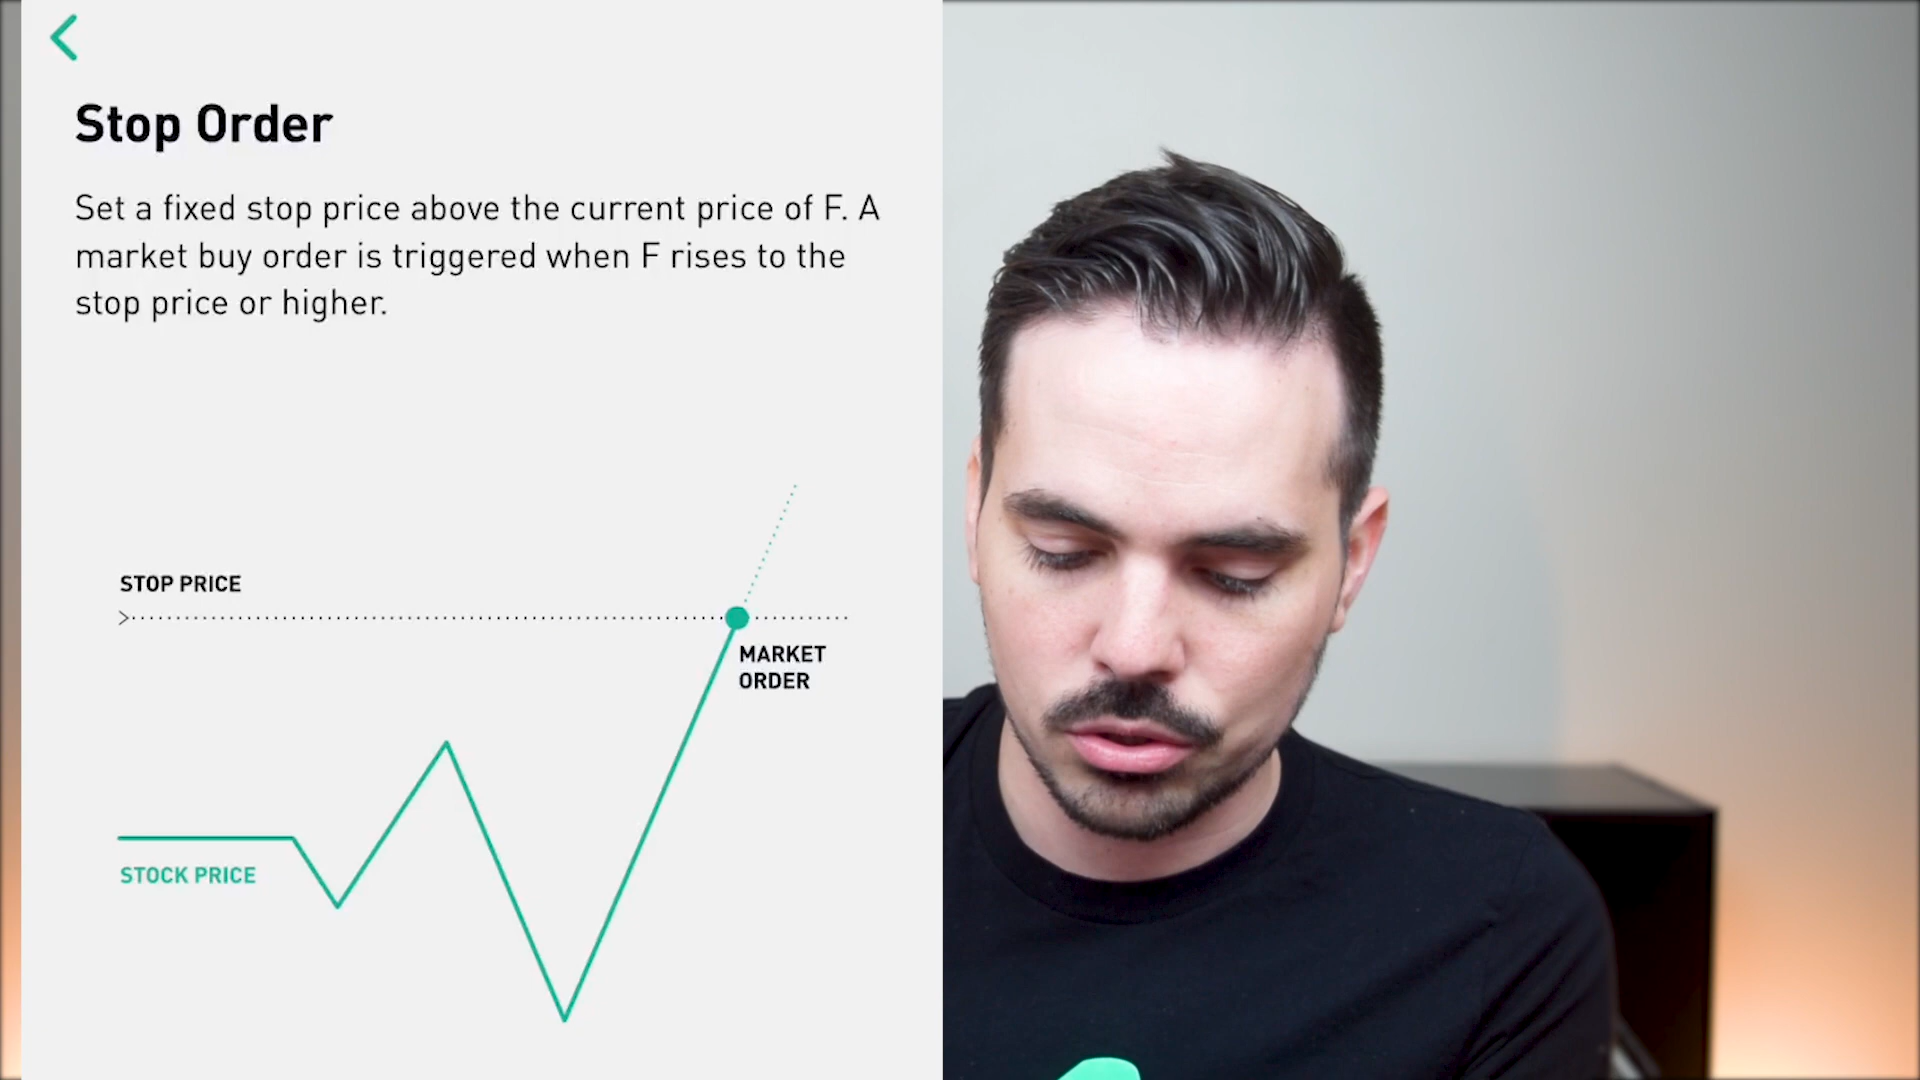 Stop Order
Set a fixed stop price above the current price of F. A
market buy order is triggered when F rises to the
stop price or higher.
STOP PRICE
MARKET
ORDER
STOCK PRICE